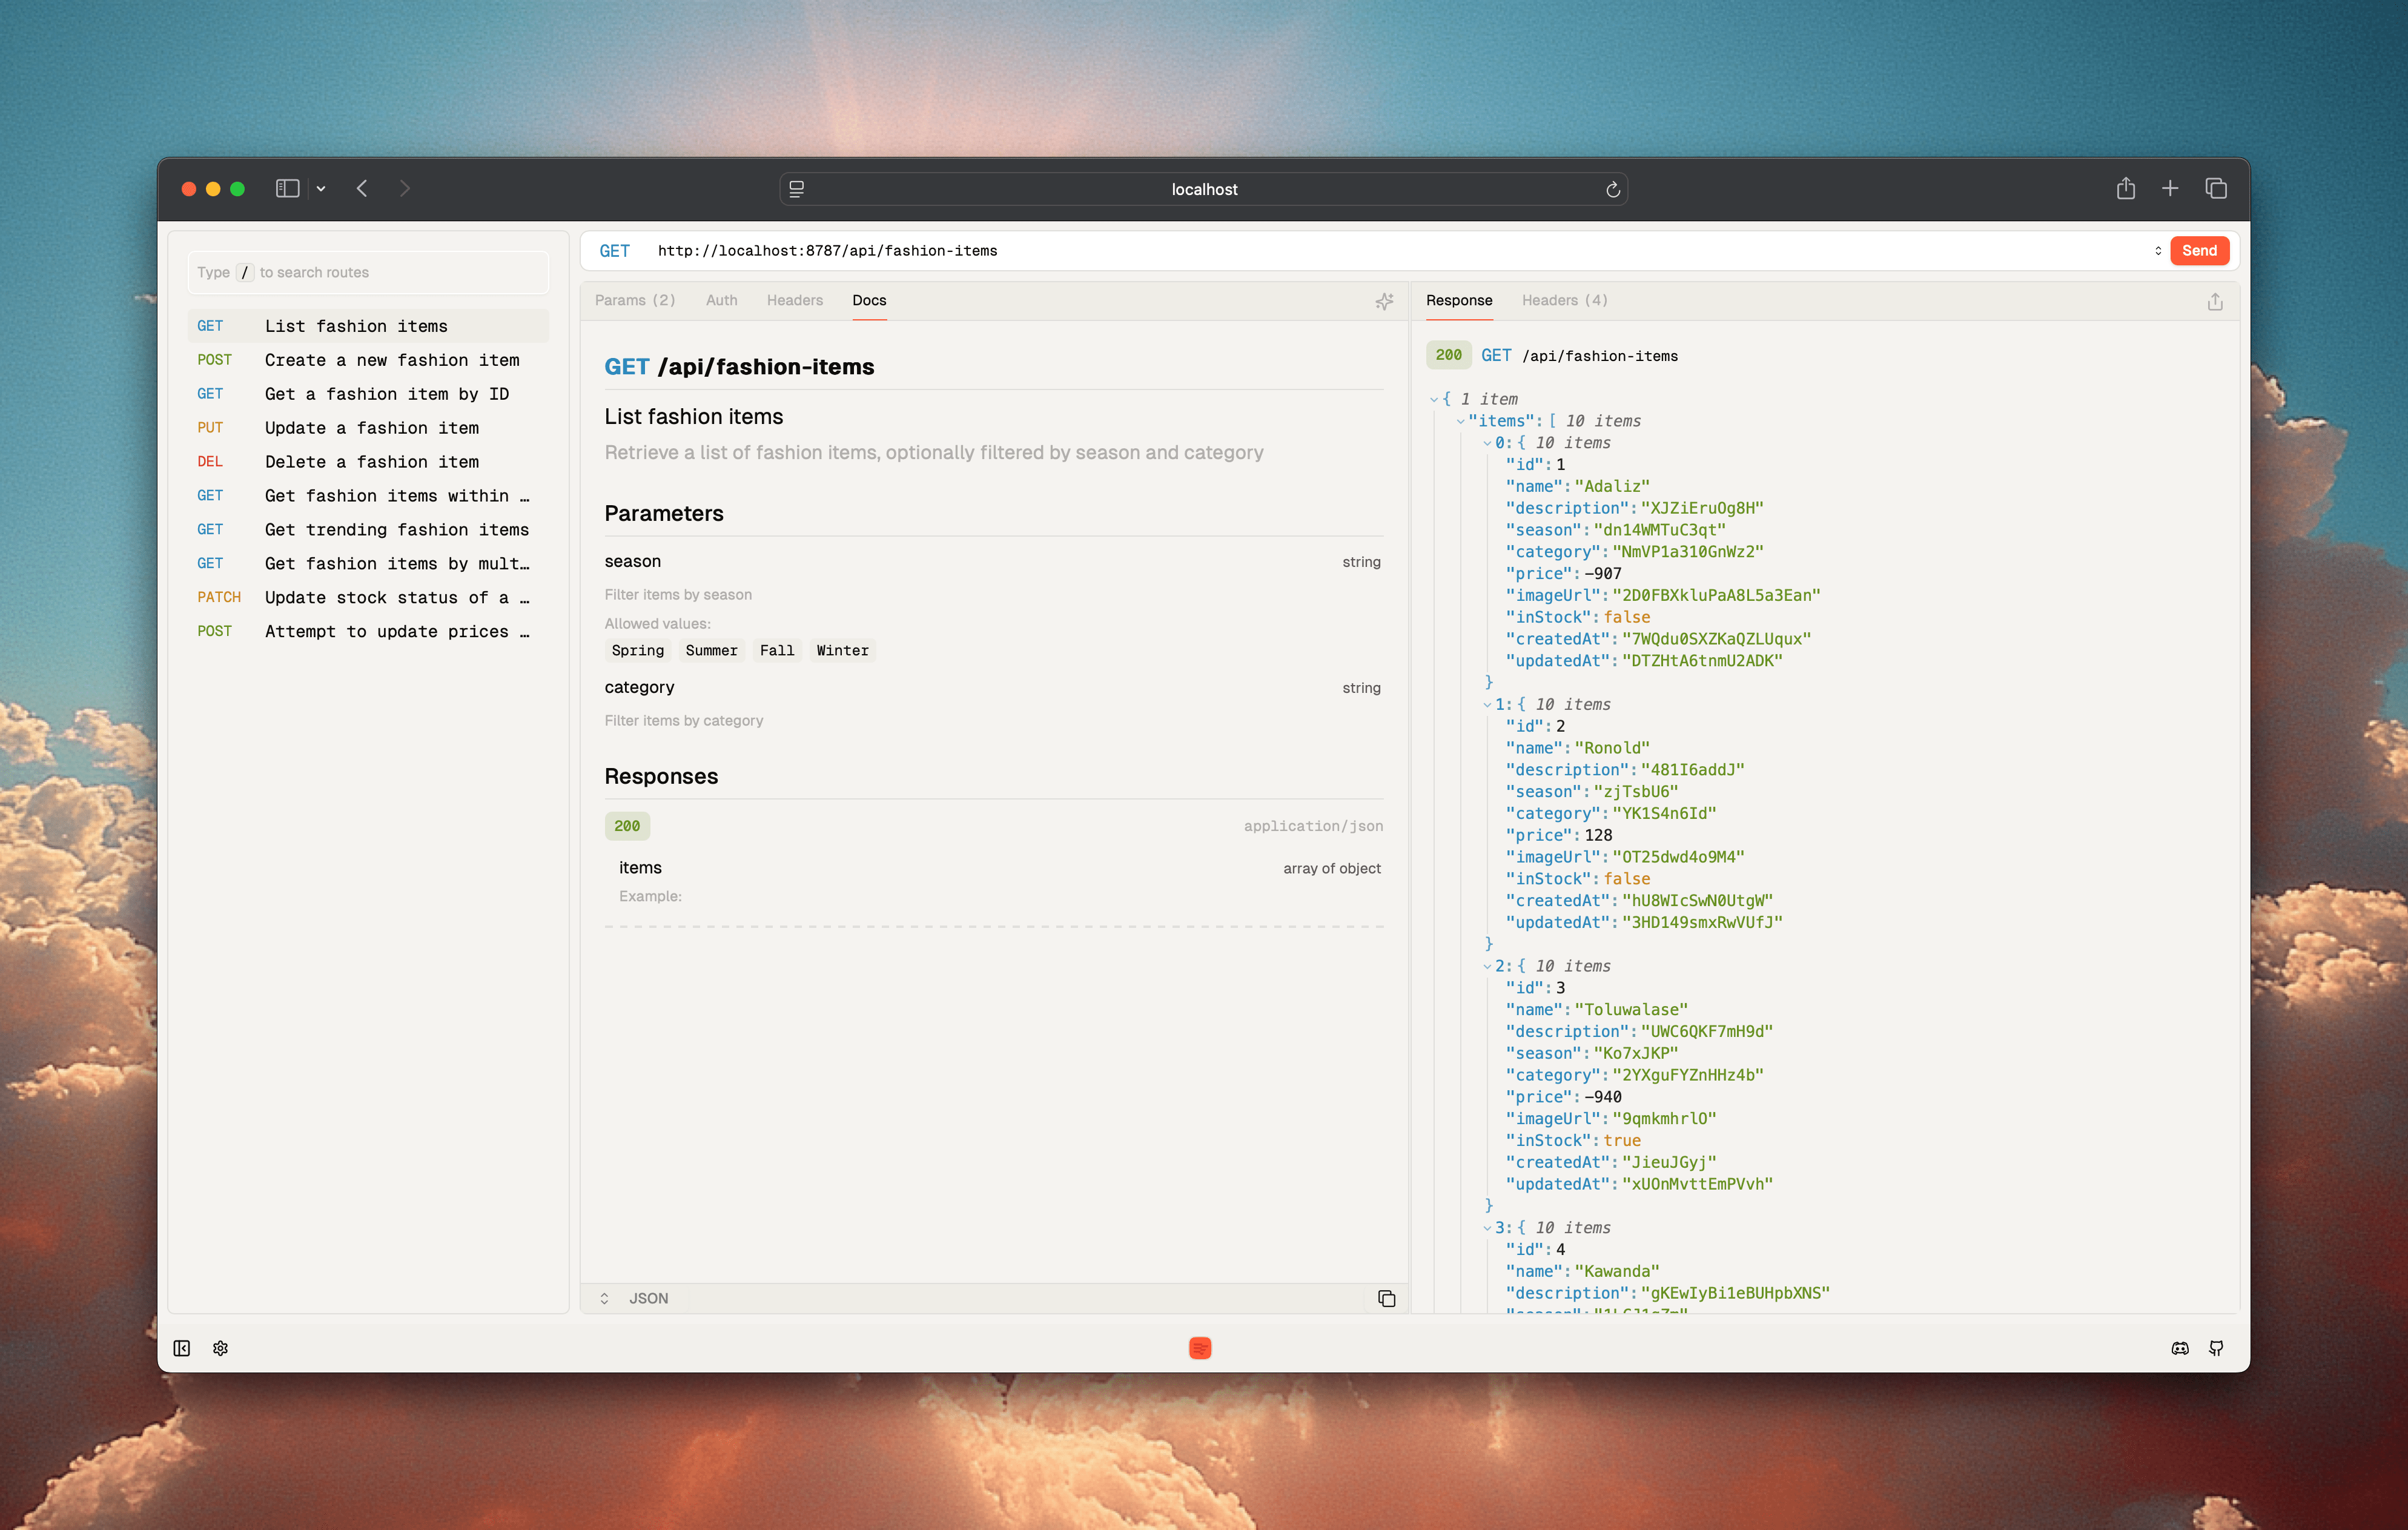 localhost
Type / to search routes
GET List fashion items
POST Create a new fashion item
GET Get a fashion item by ID
PUT Update a fashion item
DEL Delete a fashion item
GET Get fashion items within …
GET Get trending fashion items
GET Get fashion items by mult…
PATCH Update stock status of a …
POST Attempt to update prices …
GET http://localhost:8787/api/fashion-items
Send
Params (2) Auth Headers Docs
GET /api/fashion-items
List fashion items
Retrieve a list of fashion items, optionally filtered by season and category
Parameters
season string
Filter items by season
Allowed values:
Spring Summer Fall Winter
category string
Filter items by category
Responses
200 application/json
items array of object
Example:
JSON
Response Headers (4)
200 GET /api/fashion-items
{ 1 item
"items": [ 10 items
0: { 10 items
"id": 1
"name": "Adaliz"
"description": "XJZiEruOg8H"
"season": "dn14WMTuC3qt"
"category": "NmVP1a310GnWz2"
"price": -907
"imageUrl": "2D0FBXkluPaA8L5a3Ean"
"inStock": false
"createdAt": "7WQdu0SXZKaQZLUqux"
"updatedAt": "DTZHtA6tnmU2ADK"
}
1: { 10 items
"id": 2
"name": "Ronold"
"description": "481I6addJ"
"season": "zjTsbU6"
"category": "YK1S4n6Id"
"price": 128
"imageUrl": "OT25dwd4o9M4"
"inStock": false
"createdAt": "hU8WIcSwN0UtgW"
"updatedAt": "3HD149smxRwVUfJ"
}
2: { 10 items
"id": 3
"name": "Toluwalase"
"description": "UWC6QKF7mH9d"
"season": "Ko7xJKP"
"category": "2YXguFYZnHHz4b"
"price": -940
"imageUrl": "9qmkmhrlO"
"inStock": true
"createdAt": "JieuJGyj"
"updatedAt": "xUOnMvttEmPVvh"
}
3: { 10 items
"id": 4
"name": "Kawanda"
"description": "gKEwIyBi1eBUHpbXNS"